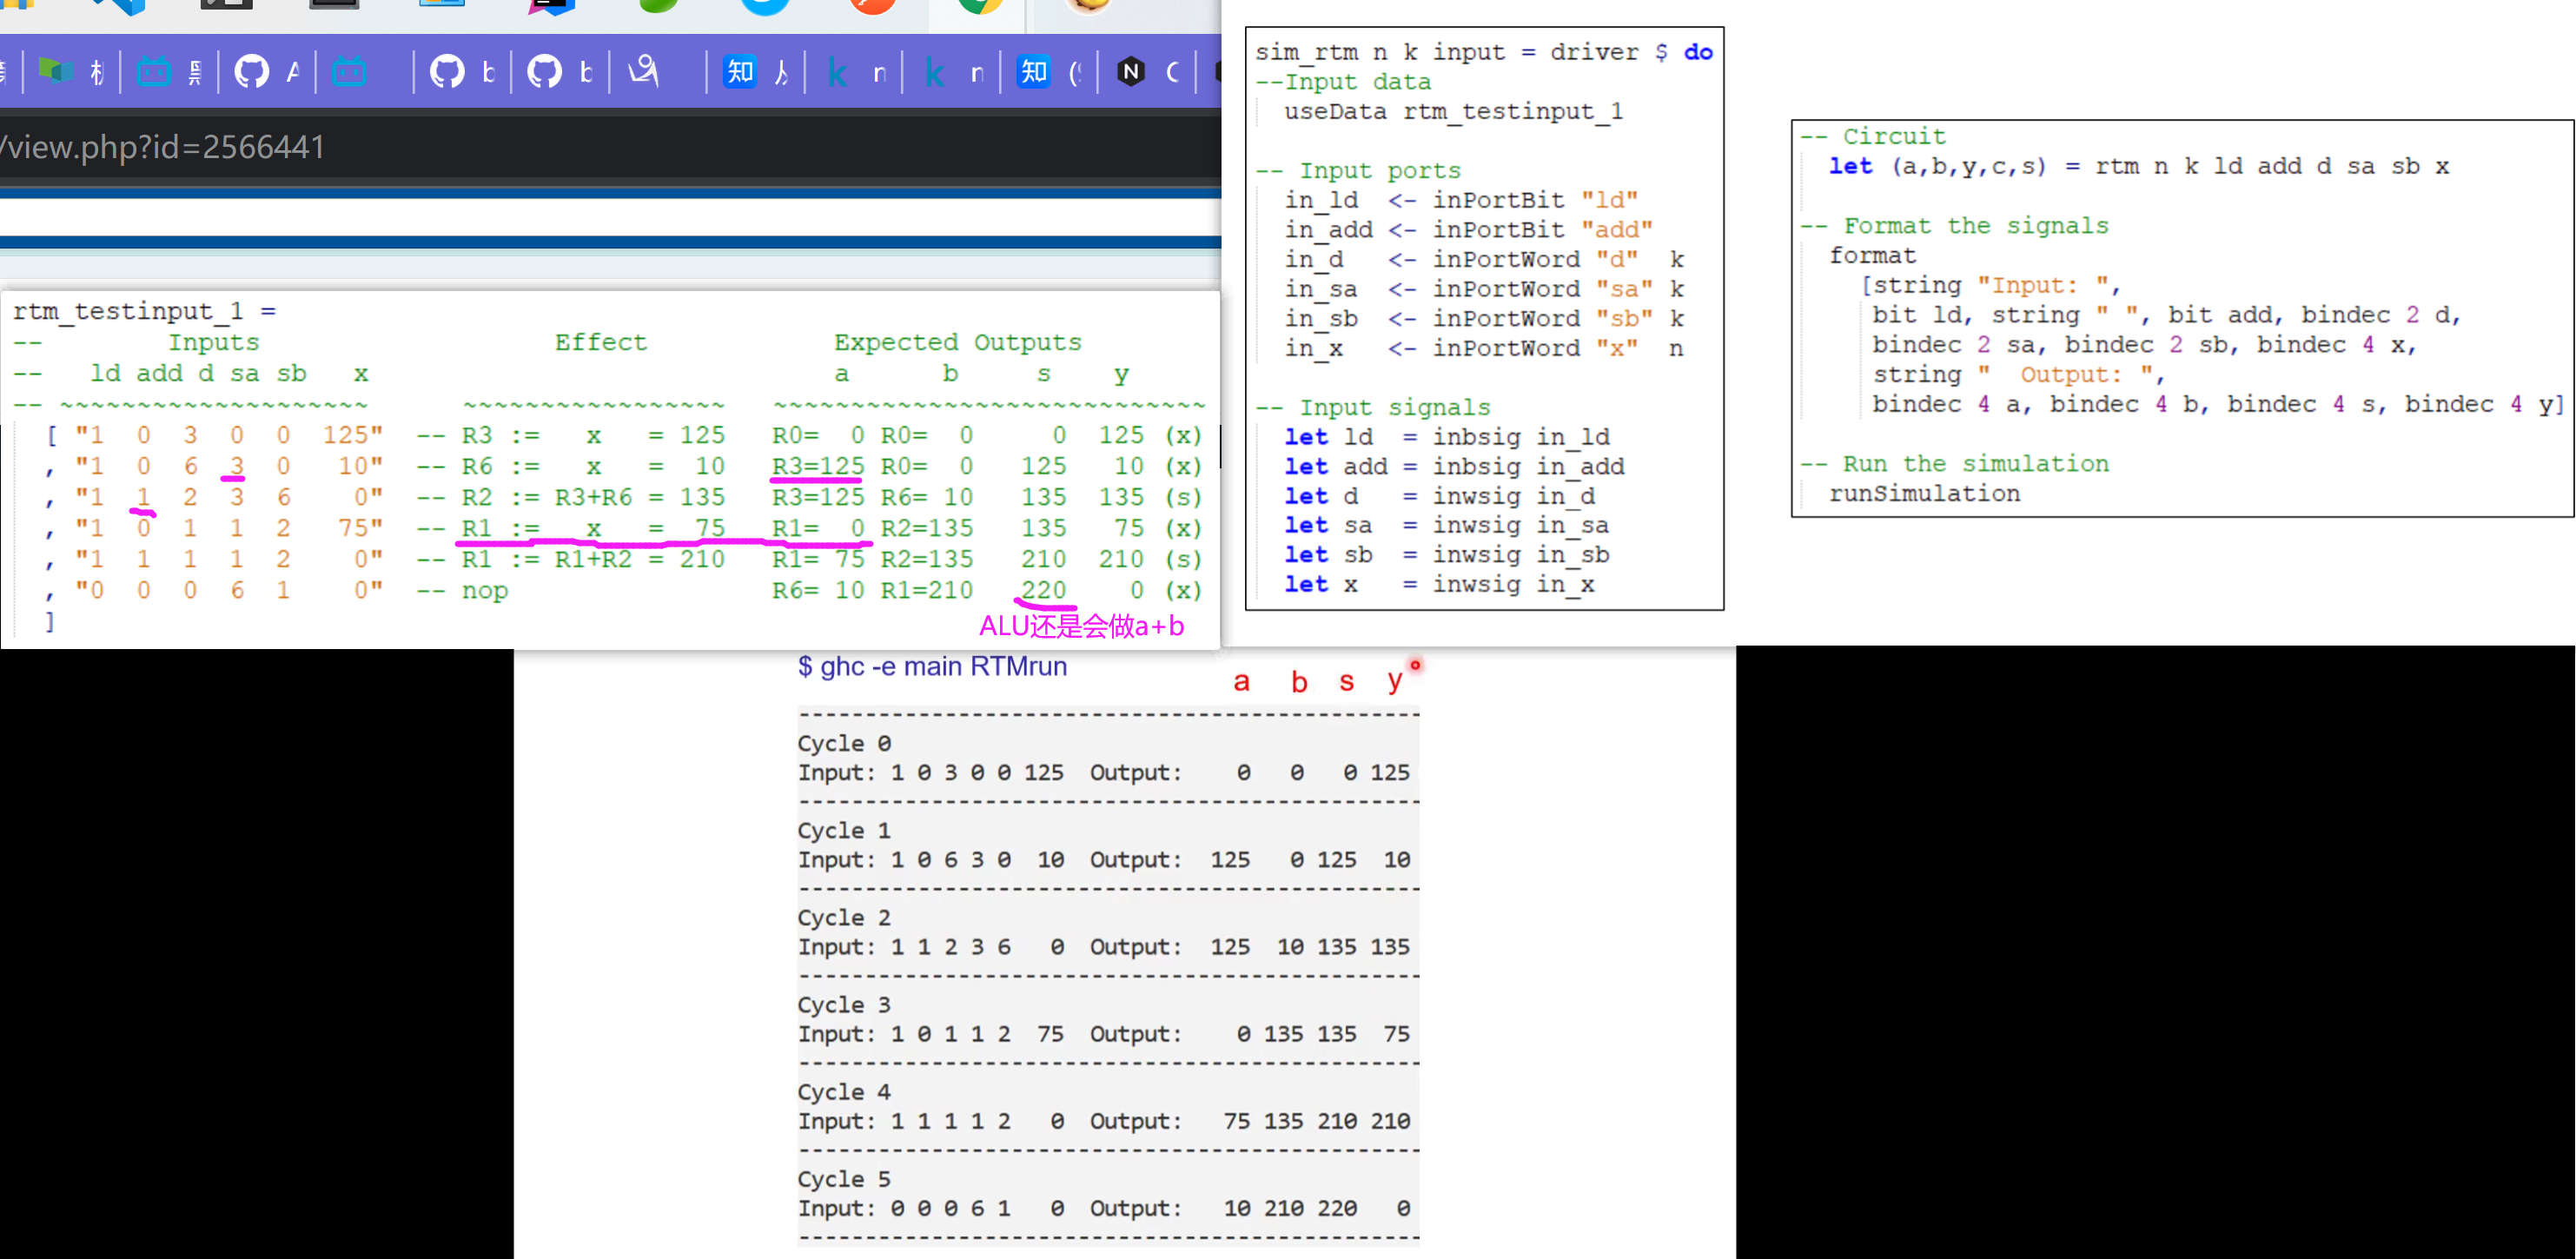 /view.php?id=2566441
rtm_testinput_1 =
-- Inputs Effect Expected Outputs
-- ld add d sa sb x a b s y
-- ~~~~~~~~~~~~~~~~~~~~ ~~~~~~~~~~~~~~~~~ ~~~~~~~~~~~~~~~~~~~~~~~~~~~~
[ "1 0 3 0 0 125" -- R3 := x = 125 R0= 0 R0= 0 0 125 (x)
, "1 0 6 3 0 10" -- R6 := x = 10 R3=125 R0= 0 125 10 (x)
, "1 1 2 3 6 0" -- R2 := R3+R6 = 135 R3=125 R6= 10 135 135 (s)
, "1 0 1 1 2 75" -- R1 := x = 75 R1= 0 R2=135 135 75 (x)
, "1 1 1 1 2 0" -- R1 := R1+R2 = 210 R1= 75 R2=135 210 210 (s)
, "0 0 0 6 1 0" -- nop R6= 10 R1=210 220 0 (x)
]
ALU还是会做a+b
sim_rtm n k input = driver $ do
--Input data
useData rtm_testinput_1
-- Input ports
in_ld <- inPortBit "ld"
in_add <- inPortBit "add"
in_d <- inPortWord "d" k
in_sa <- inPortWord "sa" k
in_sb <- inPortWord "sb" k
in_x <- inPortWord "x" n
-- Input signals
let ld = inbsig in_ld
let add = inbsig in_add
let d = inwsig in_d
let sa = inwsig in_sa
let sb = inwsig in_sb
let x = inwsig in_x
-- Circuit
let (a,b,y,c,s) = rtm n k ld add d sa sb x
-- Format the signals
format
[string "Input: ",
bit ld, string " ", bit add, bindec 2 d,
bindec 2 sa, bindec 2 sb, bindec 4 x,
string "  Output: ",
bindec 4 a, bindec 4 b, bindec 4 s, bindec 4 y]
-- Run the simulation
runSimulation
$ ghc -e main RTMrun
a b s y
------------------------------------------------
Cycle 0
Input: 1 0 3 0 0 125 Output: 0 0 0 125
------------------------------------------------
Cycle 1
Input: 1 0 6 3 0 10 Output: 125 0 125 10
------------------------------------------------
Cycle 2
Input: 1 1 2 3 6 0 Output: 125 10 135 135
------------------------------------------------
Cycle 3
Input: 1 0 1 1 2 75 Output: 0 135 135 75
------------------------------------------------
Cycle 4
Input: 1 1 1 1 2 0 Output: 75 135 210 210
------------------------------------------------
Cycle 5
Input: 0 0 0 6 1 0 Output: 10 210 220 0
------------------------------------------------